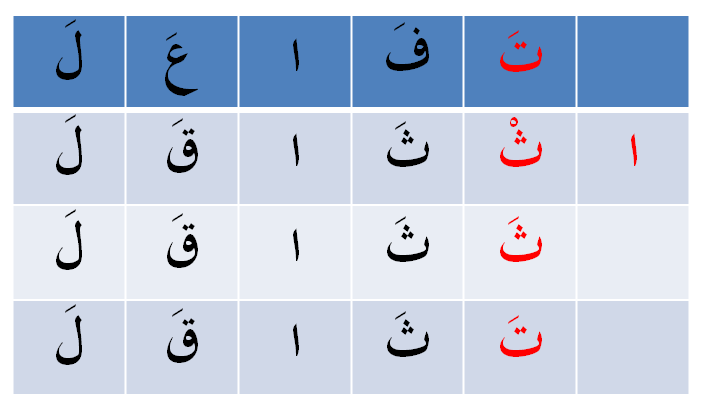 تَ فَ ا عَ لَ
ا ثْ ثَ ا قَ لَ
ثَ ثَ ا قَ لَ
تَ ثَ ا قَ لَ